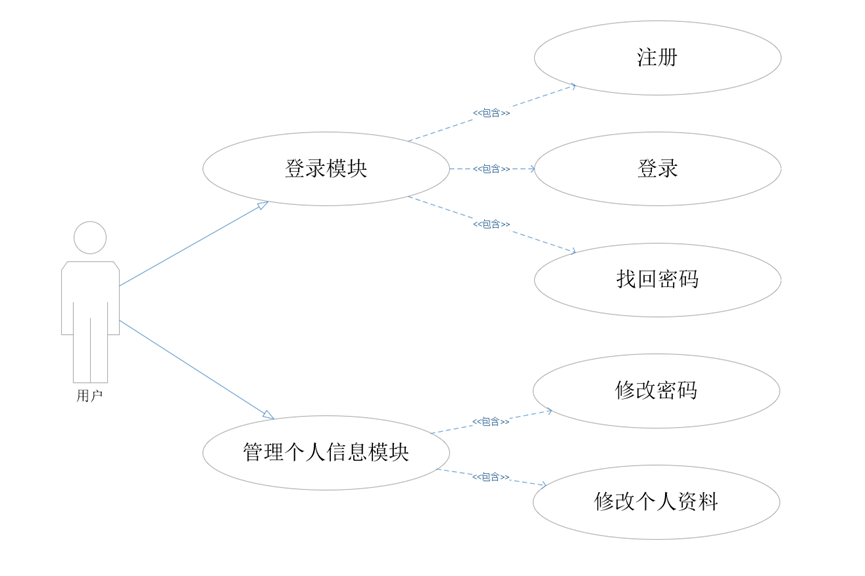 注册
<<包含>>
登录模块
<<包含>>
登录
<<包含>>
找回密码
用户
修改密码
<<包含>>
管理个人信息模块
<<包含>>
修改个人资料